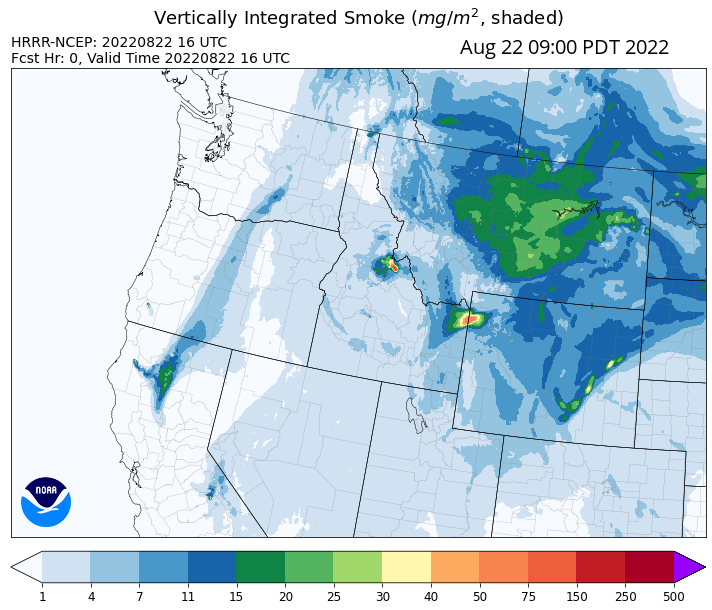 Vertically Integrated Smoke (mg/m², shaded)
HRRR-NCEP: 20220822 16 UTC
Aug 22 09:00 PDT 2022
Fcst Hr: 0, Valid Time 20220822 16 UTC
NOAA
1 4 7 11 15 20 25 30 40 50 75 150 250 500